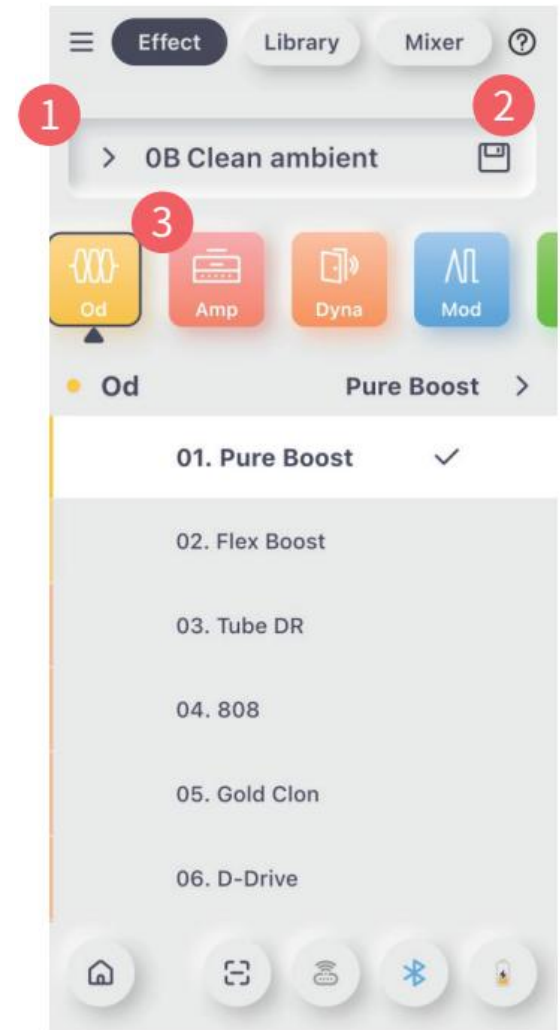 Effect Library Mixer ?
1 2
0B Clean ambient
3
Od Amp Dyna Mod
Od Pure Boost
01. Pure Boost
02. Flex Boost
03. Tube DR
04. 808
05. Gold Clon
06. D-Drive